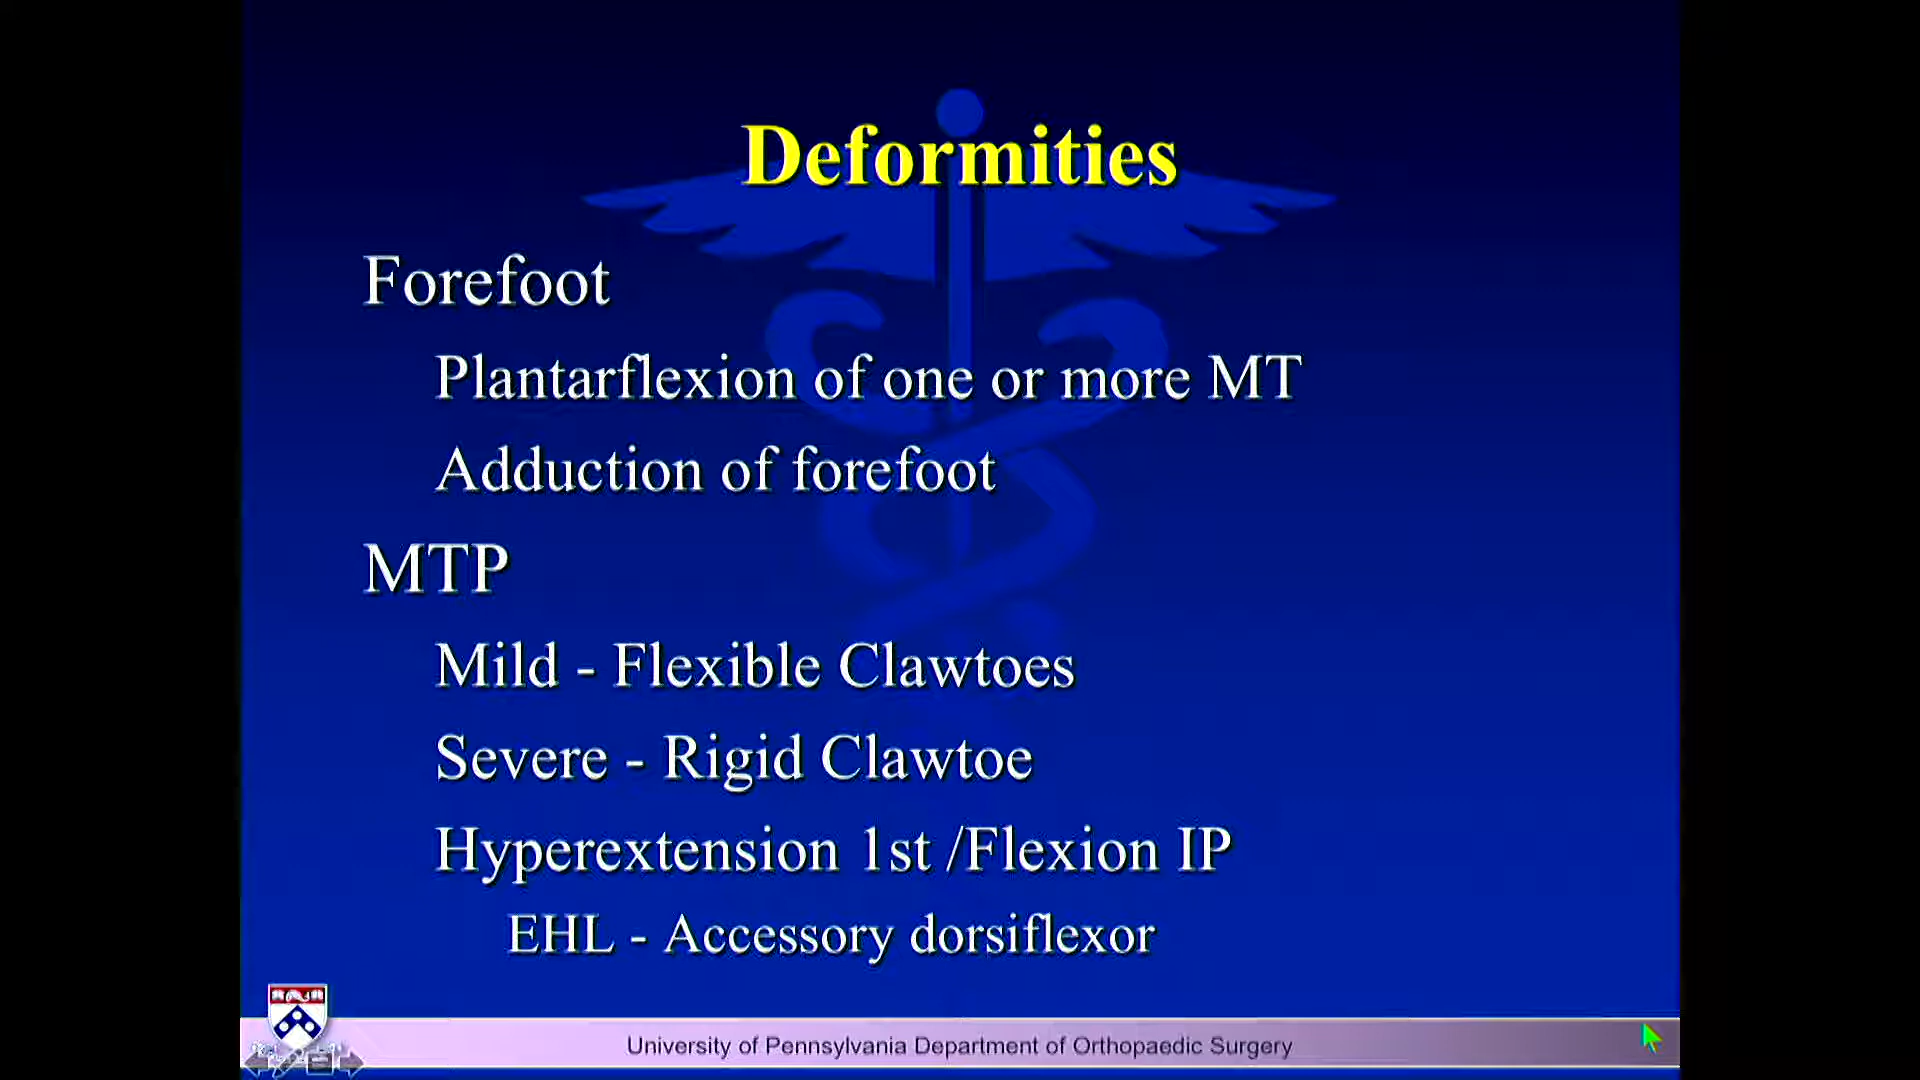 Deformities
Forefoot
Plantarflexion of one or more MT
Adduction of forefoot
MTP
Mild - Flexible Clawtoes
Severe - Rigid Clawtoe
Hyperextension 1st /Flexion IP
EHL - Accessory dorsiflexor
University of Pennsylvania Department of Orthopaedic Surgery